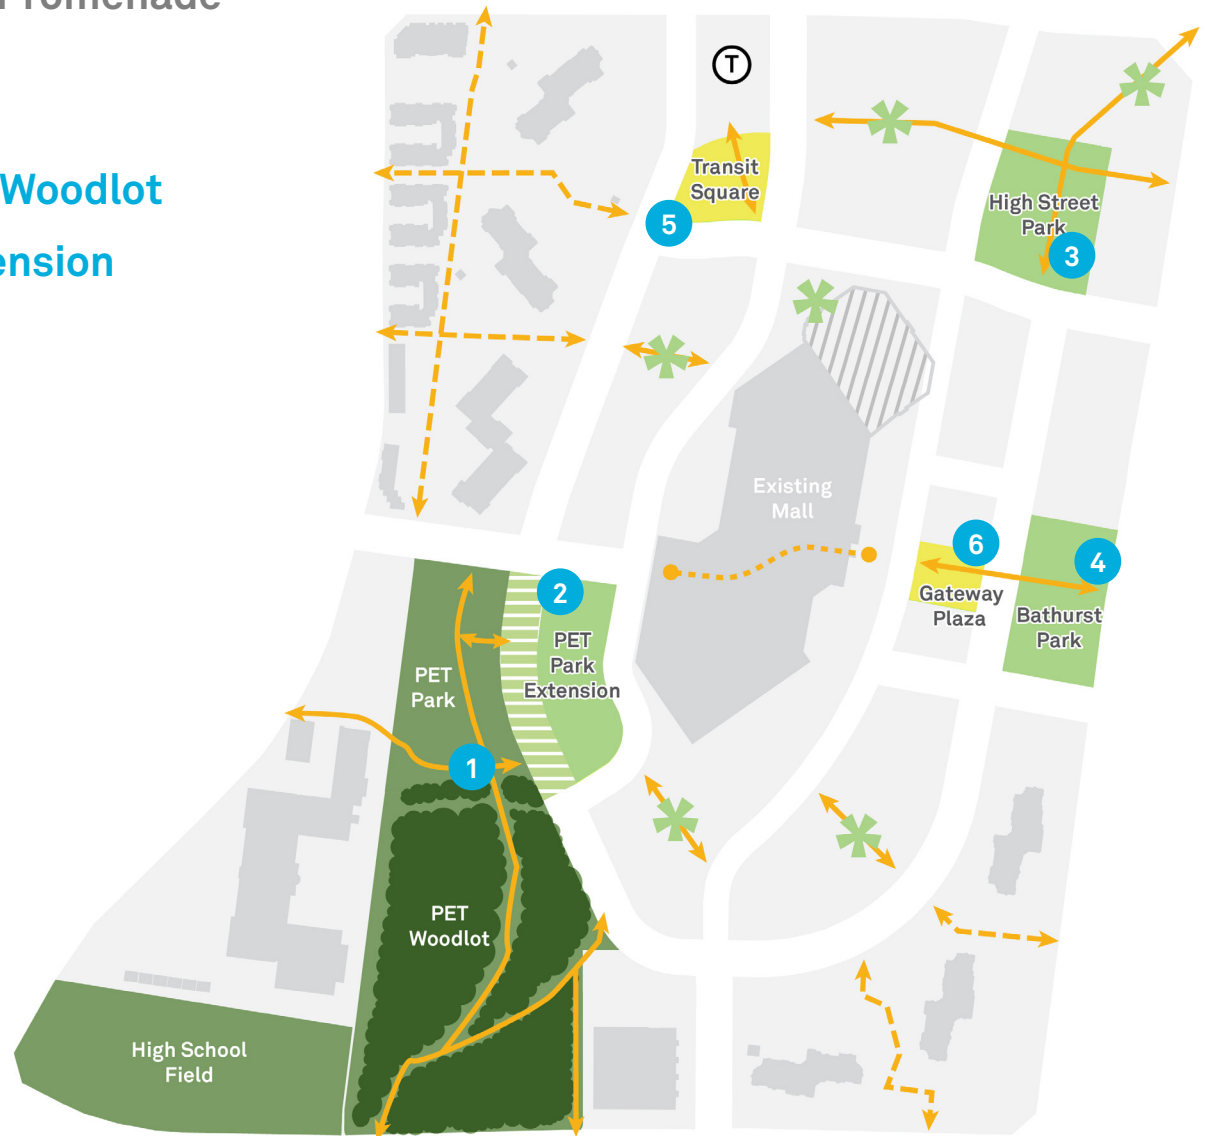 Promenade
Woodlot
ension
T
Transit
Square
5
High Street
Park
3
Existing
Mall
6
4
Gateway
Plaza
Bathurst
Park
2
PET
Park
Extension
PET
Park
1
PET
Woodlot
High School
Field